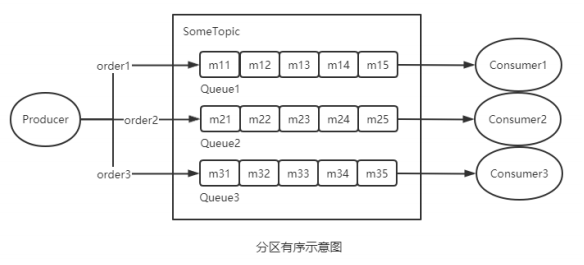 SomeTopic
order1
m11 m12 m13 m14 m15
Consumer1
Queue1
Producer
order2
m21 m22 m23 m24 m25
Consumer2
Queue2
order3
m31 m32 m33 m34 m35
Consumer3
Queue3
分区有序示意图